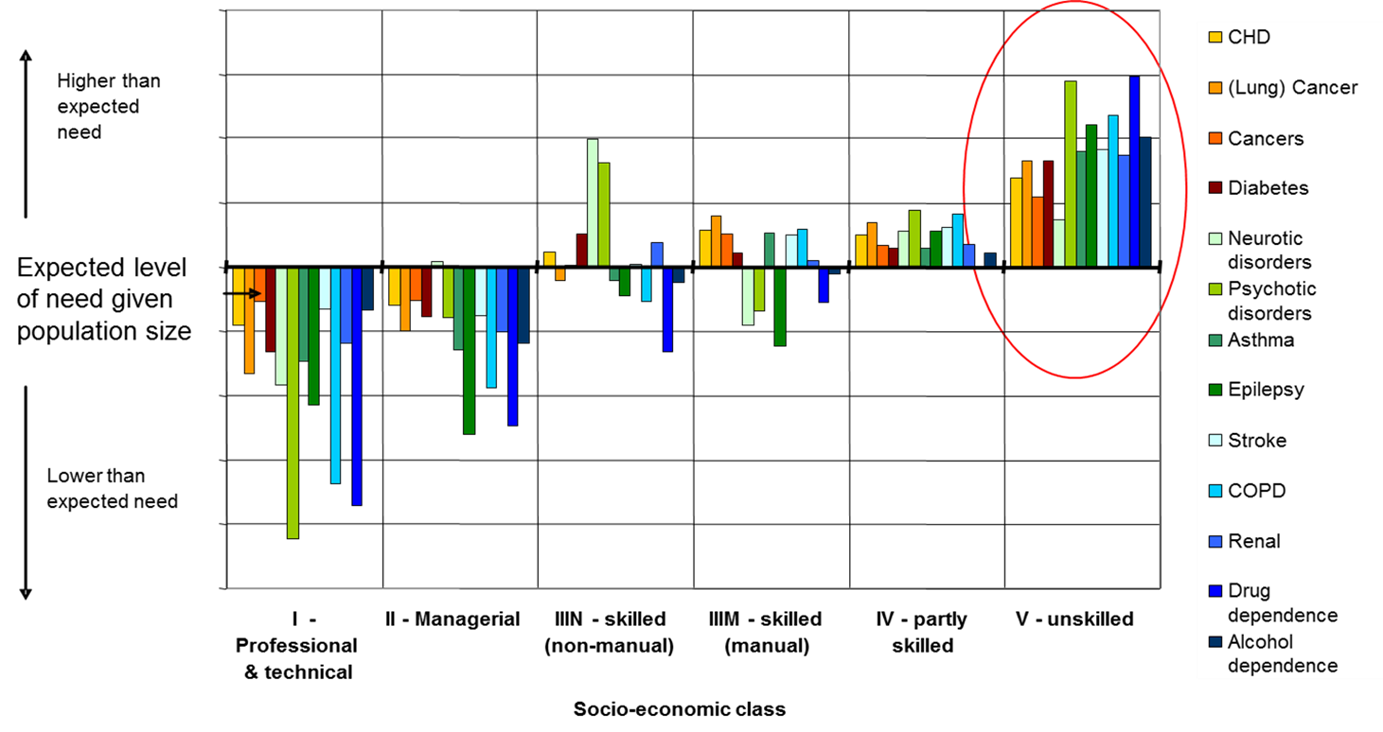 Higher than
expected
need
Expected level
of need given
population size
Lower than
expected need
I -
Professional
& technical
II - Managerial
IIIN - skilled
(non-manual)
IIIM - skilled
(manual)
IV - partly
skilled
V - unskilled
Socio-economic class
CHD
(Lung) Cancer
Cancers
Diabetes
Neurotic
disorders
Psychotic
disorders
Asthma
Epilepsy
Stroke
COPD
Renal
Drug
dependence
Alcohol
dependence